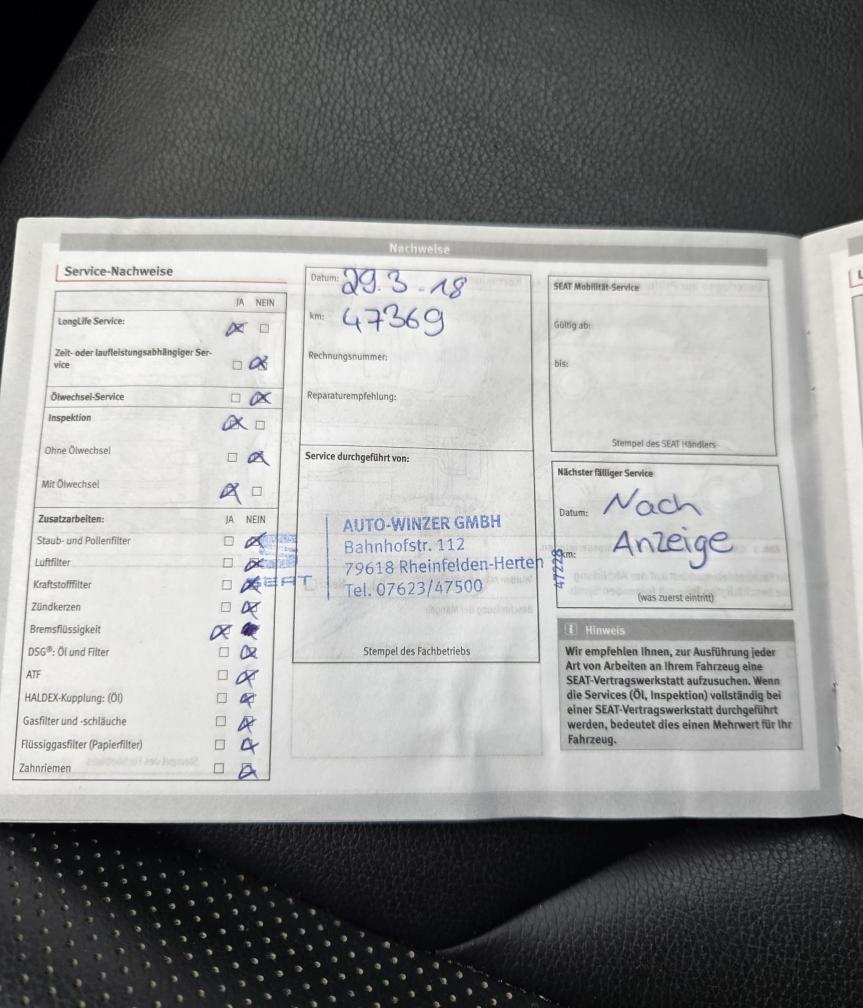 Nachweise
Service-Nachweise
JA NEIN
LongLife Service:
Zeit- oder laufleistungsabhängiger Ser-
vice
Ölwechsel-Service
Inspektion
Ohne Ölwechsel
Mit Ölwechsel
Zusatzarbeiten: JA NEIN
Staub- und Pollenfilter
Luftfilter
Kraftstofffilter
Zündkerzen
Bremsflüssigkeit
DSG®: Öl und Filter
ATF
HALDEX-Kupplung: (Öl)
Gasfilter und -schläuche
Flüssiggasfilter (Papierfilter)
Zahnriemen
Datum: 29.3-18
km: 47369
Rechnungsnummer:
Reparaturempfehlung:
Service durchgeführt von:
SEAT
AUTO-WINZER GMBH
Bahnhofstr. 112
79618 Rheinfelden-Herten
Tel. 07623/47500
47228
Stempel des Fachbetriebs
SEAT Mobilität-Service
Gültig ab:
bis:
Stempel des SEAT Händlers
Nächster fälliger Service
Datum: Nach
km: Anzeige
(was zuerst eintritt)
i Hinweis
Wir empfehlen Ihnen, zur Ausführung jeder
Art von Arbeiten an Ihrem Fahrzeug eine
SEAT-Vertragswerkstatt aufzusuchen. Wenn
die Services (Öl, Inspektion) vollständig bei
einer SEAT-Vertragswerkstatt durchgeführt
werden, bedeutet dies einen Mehrwert für Ihr
Fahrzeug.